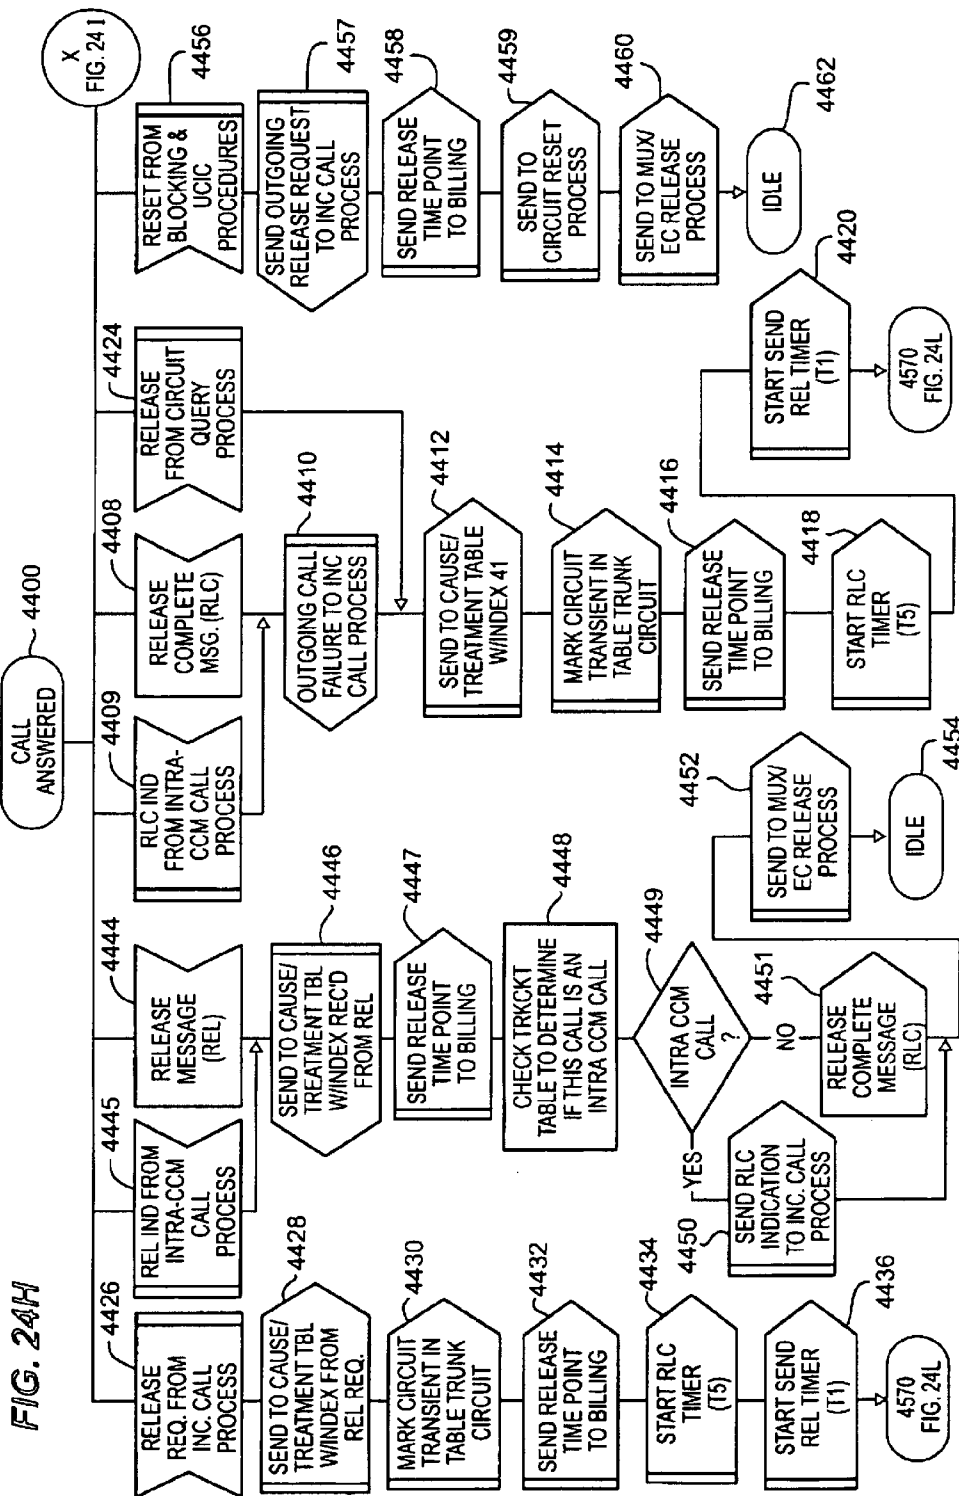 FIG. 24H
CALL
ANSWERED
4400
X
FIG. 24 I
4426
RELEASE
REQ. FROM
INC. CALL
PROCESS
4428
SEND TO CAUSE/
TREATMENT TBL
W/INDEX FROM
REL REQ.
4430
MARK CIRCUIT
TRANSIENT IN
TABLE TRUNK
CIRCUIT
4432
SEND RELEASE
TIME POINT
TO BILLING
4434
START RLC
TIMER
(T5)
4436
START SEND
REL TIMER
(T1)
4570
FIG. 24L
4445
REL IND FROM
INTRA-CCM
CALL
PROCESS
4444
RELEASE
MESSAGE
(REL)
4446
SEND TO CAUSE/
TREATMENT TBL
W/INDEX REC'D
FROM REL
4447
SEND RELEASE
TIME POINT
TO BILLING
4448
CHECK TRKCKT
TABLE TO DETERMINE
IF THIS CALL IS AN
INTRA CCM CALL
4449
INTRA CCM
CALL
?
YES
NO
4450
SEND RLC
INDICATION
TO INC. CALL
PROCESS
4451
RELEASE
COMPLETE
MESSAGE
(RLC)
4452
SEND TO MUX/
EC RELEASE
PROCESS
IDLE
4454
4409
RLC IND
FROM INTRA-
CCM CALL
PROCESS
4408
RELEASE
COMPLETE
MSG. (RLC)
4424
RELEASE
FROM CIRCUIT
QUERY
PROCESS
4410
OUTGOING CALL
FAILURE TO INC
CALL PROCESS
4412
SEND TO CAUSE/
TREATMENT TABLE
W/INDEX 41
4414
MARK CIRCUIT
TRANSIENT IN
TABLE TRUNK
CIRCUIT
4416
SEND RELEASE
TIME POINT
TO BILLING
4418
START RLC
TIMER
(T5)
4420
START SEND
REL TIMER
(T1)
4570
FIG. 24L
4456
RESET FROM
BLOCKING &
UCIC
PROCEDURES
4457
SEND OUTGOING
RELEASE REQUEST
TO INC CALL
PROCESS
4458
SEND RELEASE
TIME POINT
TO BILLING
4459
SEND TO
CIRCUIT RESET
PROCESS
4460
SEND TO MUX/
EC RELEASE
PROCESS
4462
IDLE